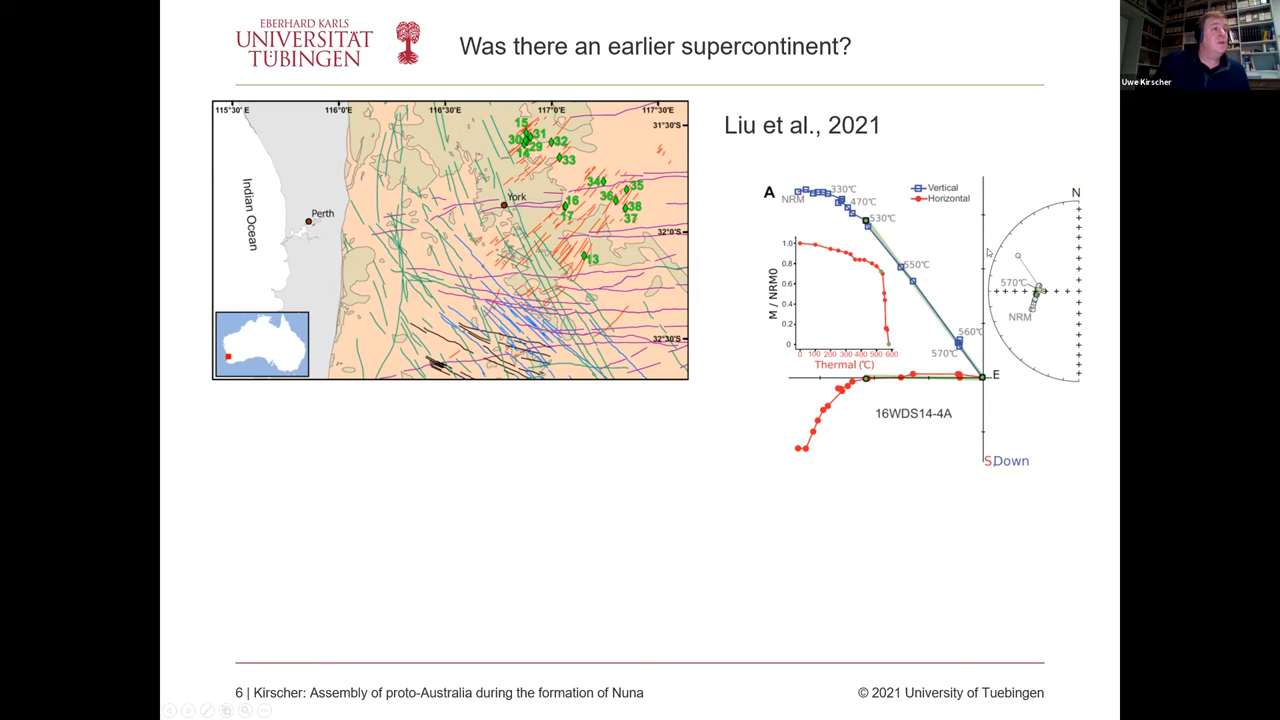 EBERHARD KARLS
UNIVERSITÄT
TÜBINGEN
Was there an earlier supercontinent?
Uwe Kirscher
115°30' E
116°0'E
116°30'E
117°0'E
117°30'E
31°30'S
32°0'S
32°30'S
Indian Ocean
Perth
York
15
31
30
29
32
14
33
34
35
36
16
38
17
37
13
Liu et al., 2021
A
NRM
330℃
470℃
530℃
550℃
560℃
570℃
Vertical
Horizontal
M / NRM0
1.0
0.8
0.6
0.4
0.2
0
0 100 200 300 400 500 600
Thermal (℃)
E
16WDS14-4A
S,Down
N
570℃
NRM
6 | Kirscher: Assembly of proto-Australia during the formation of Nuna
© 2021 University of Tuebingen